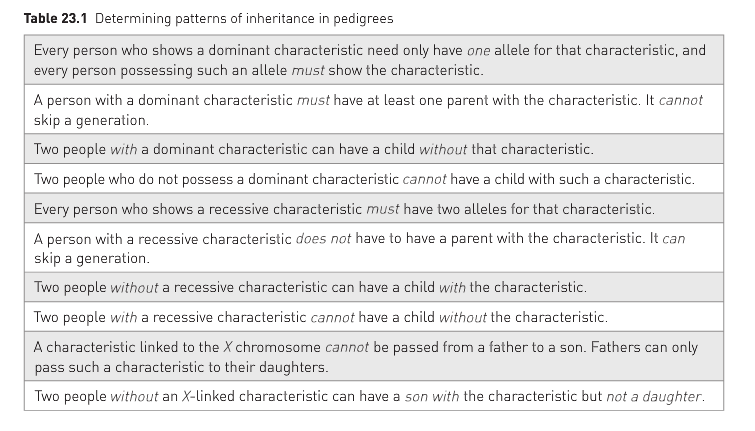 Table 23.1 Determining patterns of inheritance in pedigrees
Every person who shows a dominant characteristic need only have one allele for that characteristic, and
every person possessing such an allele must show the characteristic.
A person with a dominant characteristic must have at least one parent with the characteristic. It cannot
skip a generation.
Two people with a dominant characteristic can have a child without that characteristic.
Two people who do not possess a dominant characteristic cannot have a child with such a characteristic.
Every person who shows a recessive characteristic must have two alleles for that characteristic.
A person with a recessive characteristic does not have to have a parent with the characteristic. It can
skip a generation.
Two people without a recessive characteristic can have a child with the characteristic.
Two people with a recessive characteristic cannot have a child without the characteristic.
A characteristic linked to the X chromosome cannot be passed from a father to a son. Fathers can only
pass such a characteristic to their daughters.
Two people without an X-linked characteristic can have a son with the characteristic but not a daughter.